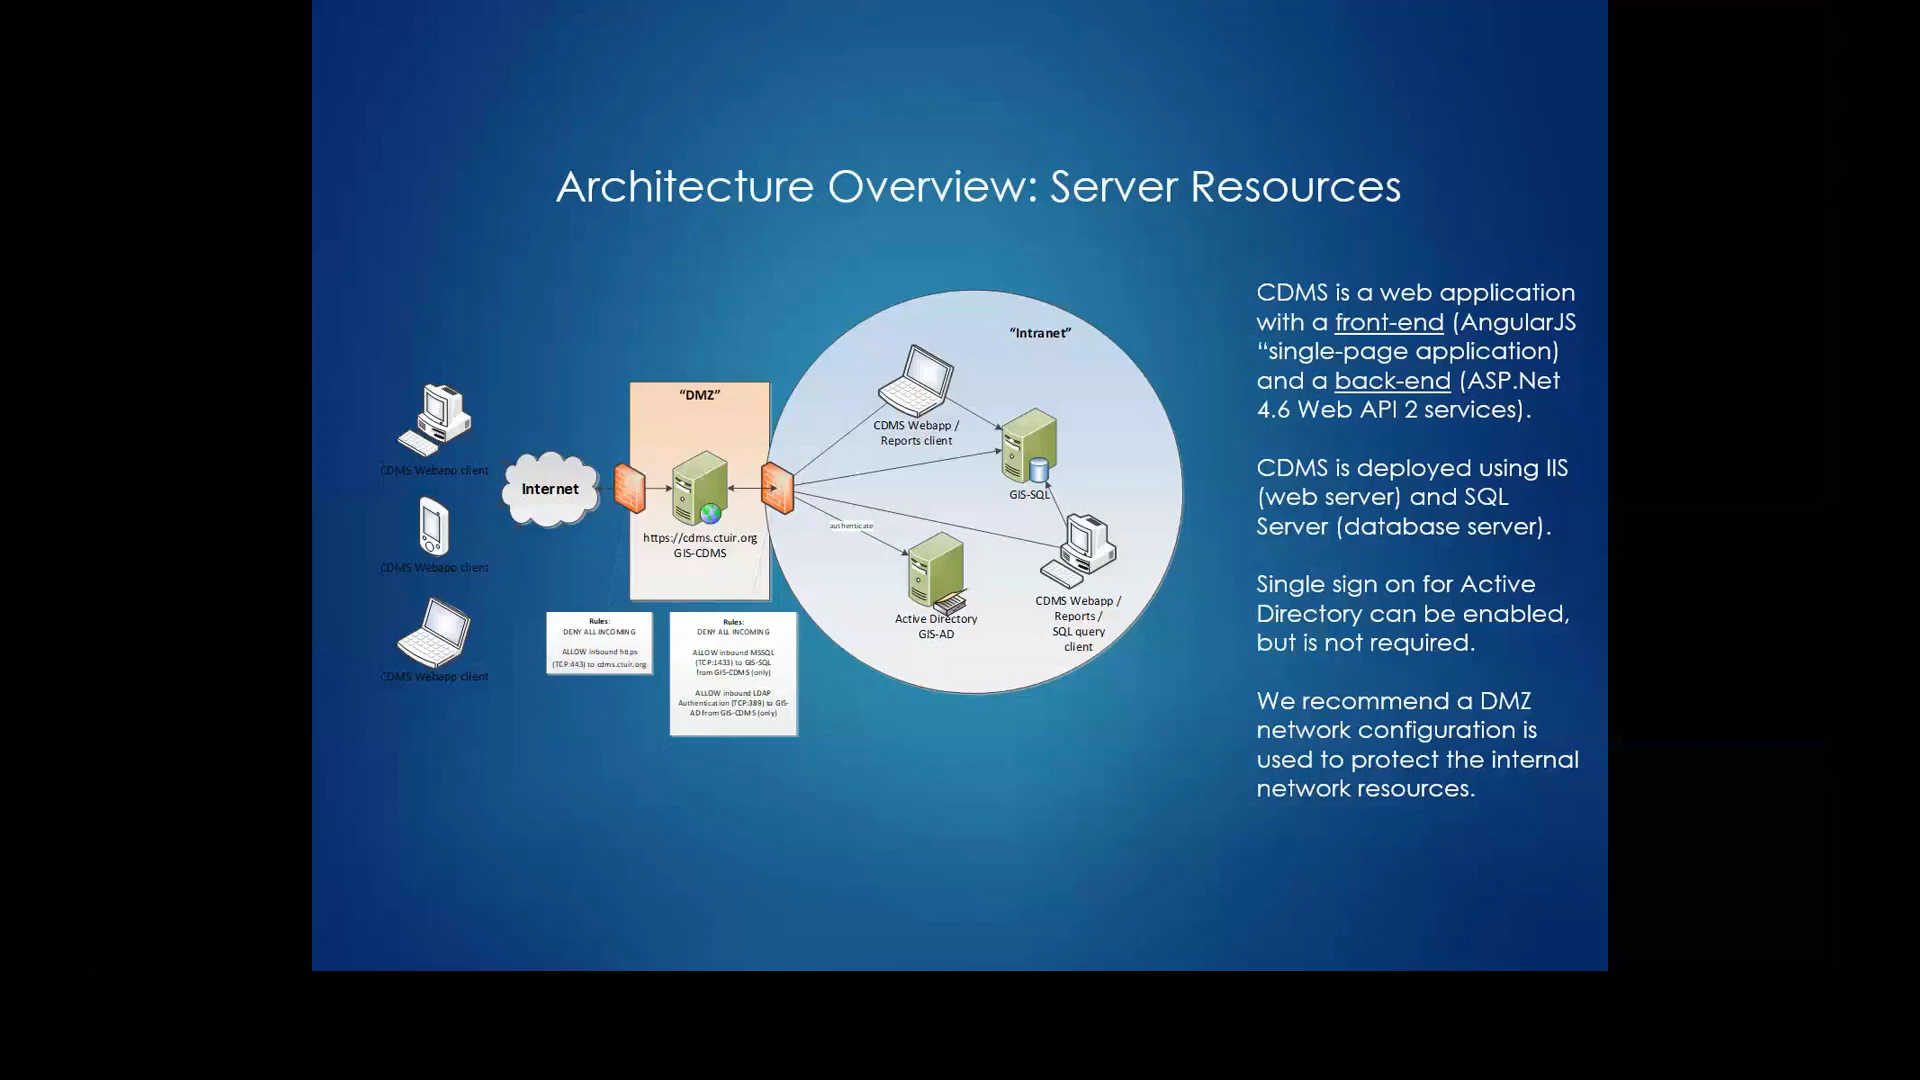 Architecture Overview: Server Resources
CDMS Webapp client
CDMS Webapp client
CDMS Webapp client
Internet
“DMZ”
https://cdms.ctuir.org
GIS-CDMS
Rules:
DENY ALL INCOMING
ALLOW inbound https
(TCP:443) to cdms.ctuir.org
Rules:
DENY ALL INCOMING
ALLOW inbound MSSQL
(TCP:1433) to GIS-SQL
from GIS-CDMS (only)
ALLOW inbound LDAP
Authentication (TCP:389) to GIS-
AD from GIS-CDMS (only)
“Intranet”
CDMS Webapp /
Reports client
GIS-SQL
authenticate
Active Directory
GIS-AD
CDMS Webapp /
Reports /
SQL query
client
CDMS is a web application
with a front-end (AngularJS
“single-page application)
and a back-end (ASP.Net
4.6 Web API 2 services).
CDMS is deployed using IIS
(web server) and SQL
Server (database server).
Single sign on for Active
Directory can be enabled,
but is not required.
We recommend a DMZ
network configuration is
used to protect the internal
network resources.